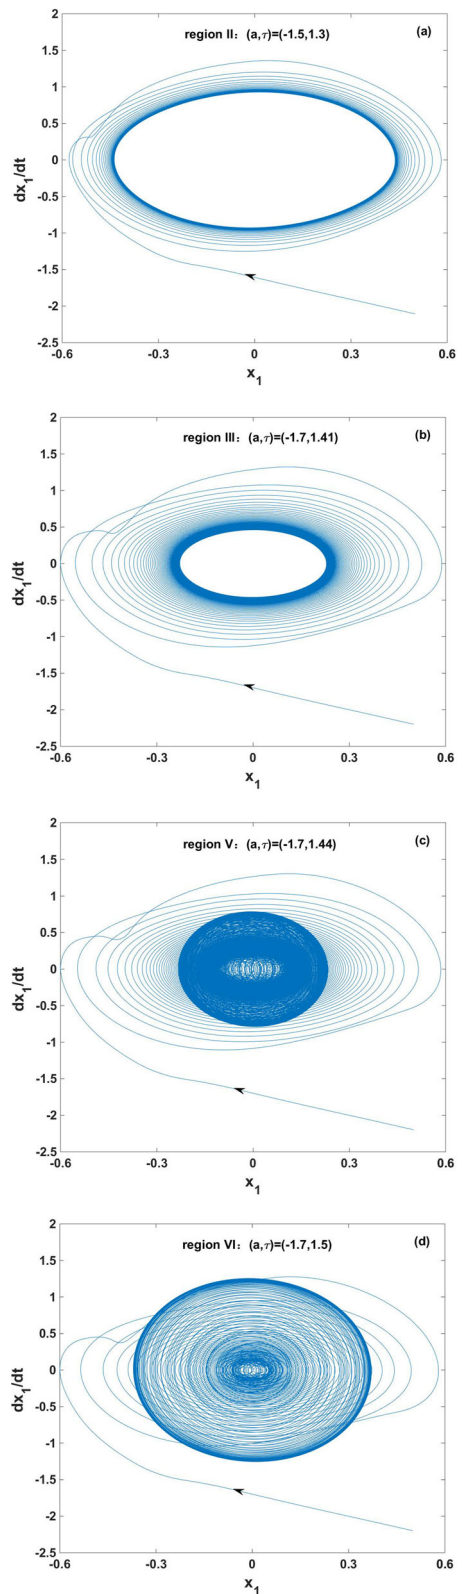 region II: (a,τ)=(-1.5,1.3)
(a)
2
1.5
1
0.5
0
-0.5
-1
-1.5
-2
-2.5
dx1/dt
-0.6 -0.3 0 0.3 0.6
x1
region III: (a,τ)=(-1.7,1.41)
(b)
2
1.5
1
0.5
0
-0.5
-1
-1.5
-2
-2.5
dx1/dt
-0.6 -0.3 0 0.3 0.6
x1
region V: (a,τ)=(-1.7,1.44)
(c)
2
1.5
1
0.5
0
-0.5
-1
-1.5
-2
-2.5
dx1/dt
-0.6 -0.3 0 0.3 0.6
x1
region VI: (a,τ)=(-1.7,1.5)
(d)
2
1.5
1
0.5
0
-0.5
-1
-1.5
-2
-2.5
dx1/dt
-0.6 -0.3 0 0.3 0.6
x1